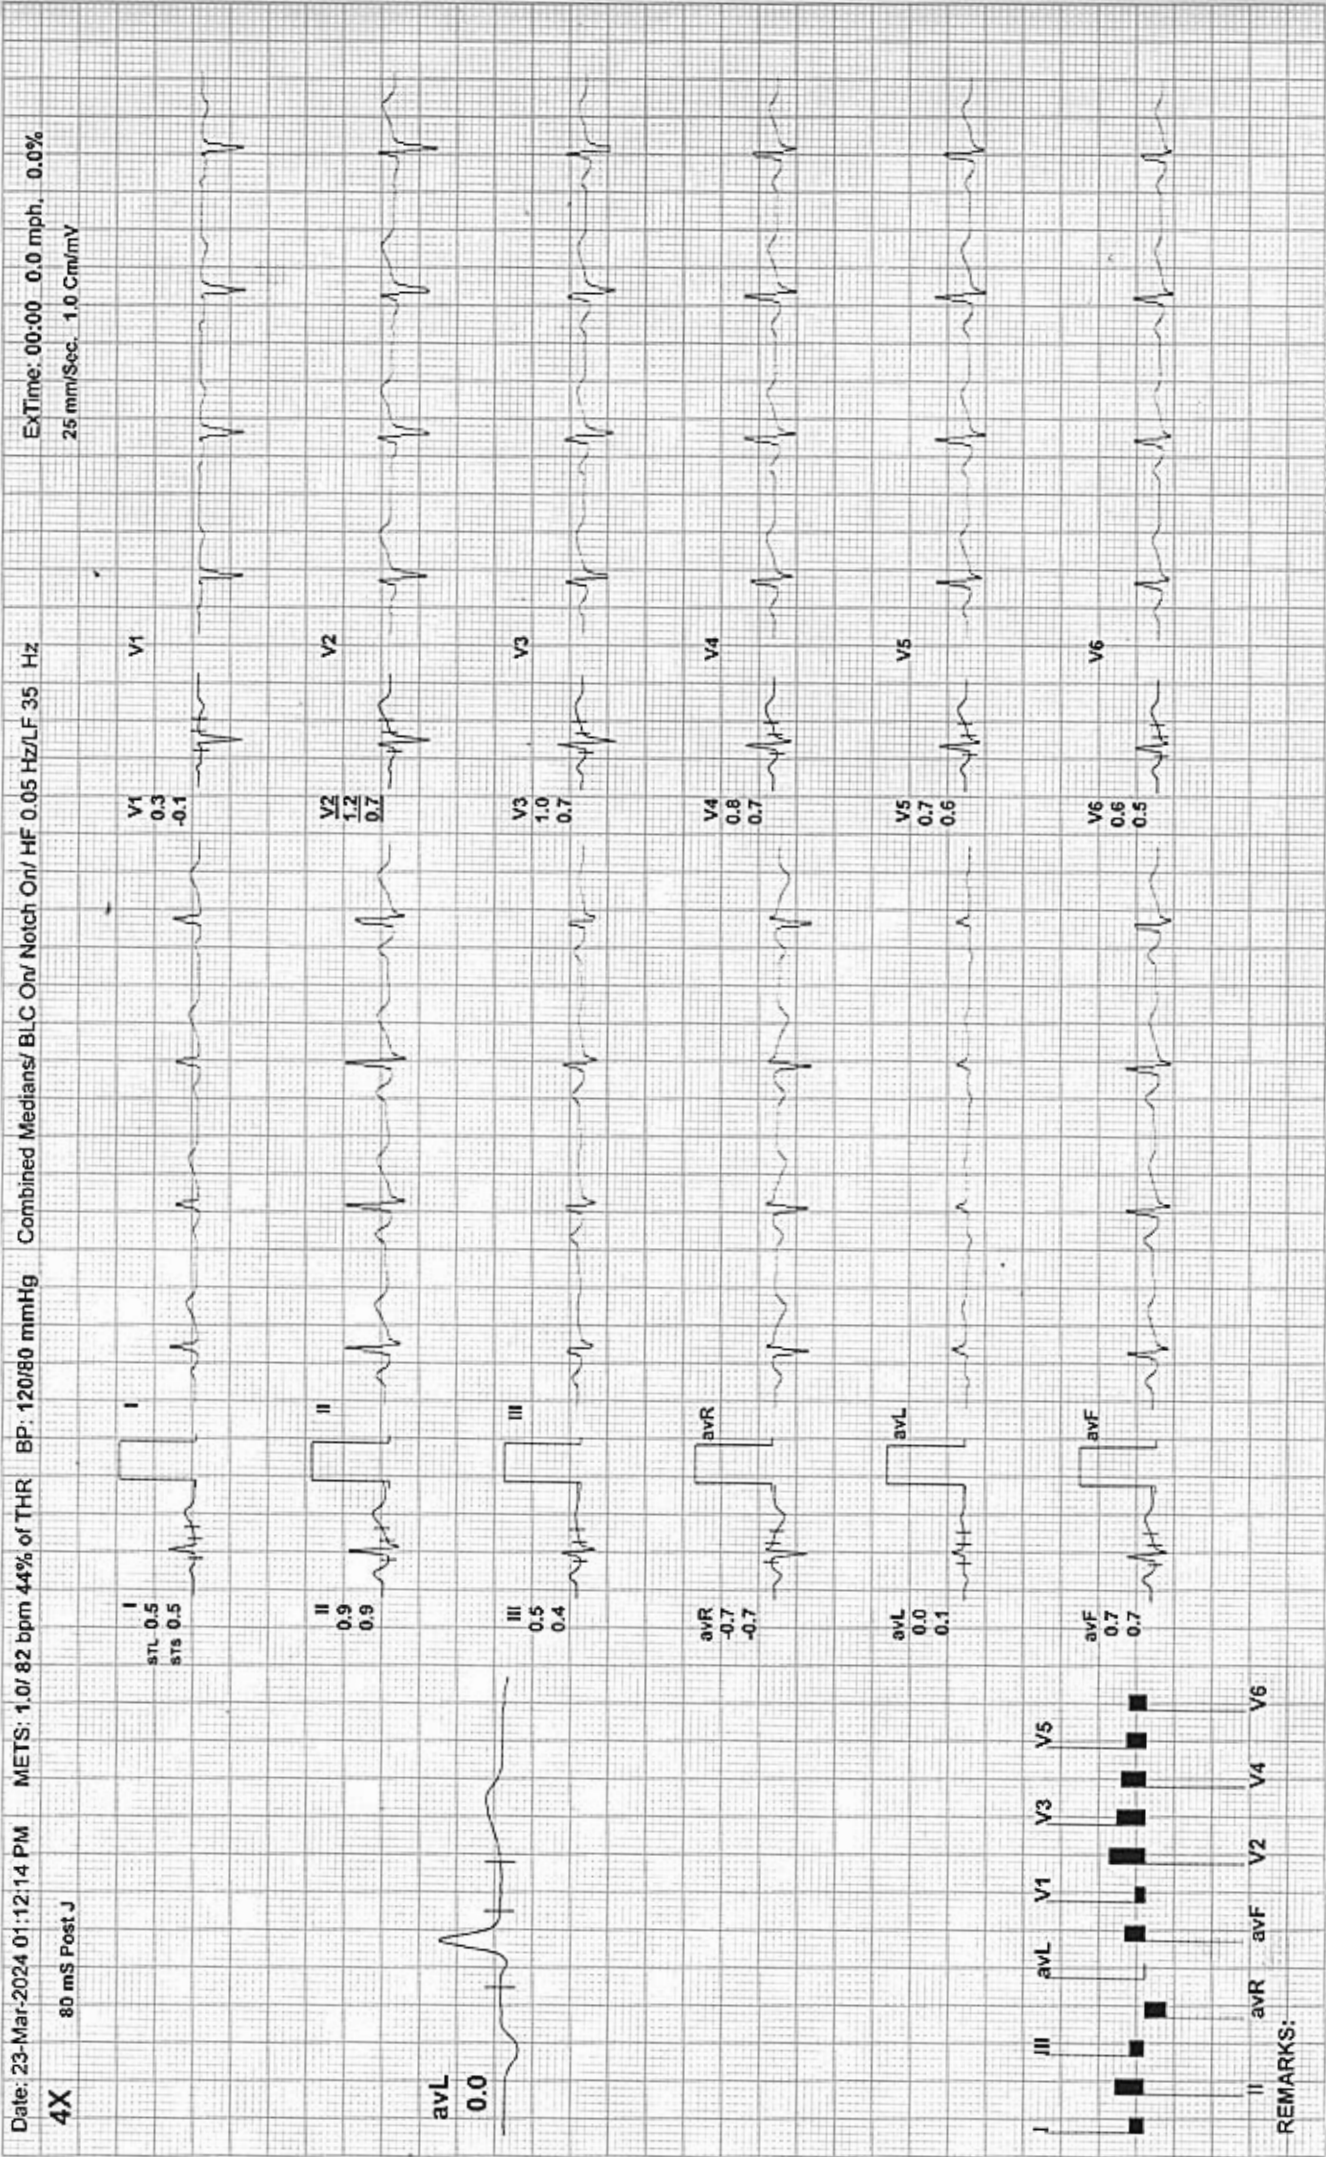 Date: 23-Mar-2024 01:12:14 PM METS: 1.0/ 82 bpm 44% of THR BP: 120/80 mmHg Combined Medians/ BLC On/ Notch On/ HF 0.05 Hz/LF 35 Hz
ExTime: 00:00 0.0 mph, 0.0%
4X
80 mS Post J
25 mm/Sec. 1.0 Cm/mV
I
STL 0.5
STS 0.5
I
V1
0.3
-0.1
V1
II
0.9
0.9
II
V2
1.2
0.7
V2
avL
0.0
III
0.5
0.4
III
V3
1.0
0.7
V3
avR
-0.7
-0.7
avR
V4
0.8
0.7
V4
avL
0.0
0.1
avL
V5
0.7
0.6
V5
avF
0.7
0.7
avF
V6
0.6
0.5
V6
I III avL V1 V3 V5
II avR avF V2 V4 V6
REMARKS: